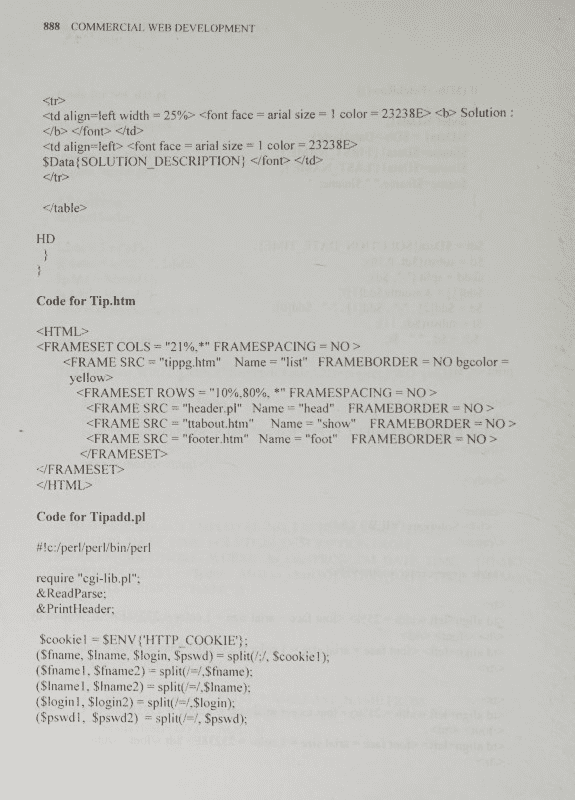 888 COMMERCIAL WEB DEVELOPMENT
<tr>
<td align=left width = 25%> <font face = arial size = 1 color = 23238E> <b> Solution :
</b> </font> </td>
<td align=left> <font face = arial size = 1 color = 23238E>
$Data{SOLUTION_DESCRIPTION} </font> </td>
</tr>
</table>
HD
}
}
Code for Tip.htm
<HTML>
<FRAMESET COLS = "21%,*" FRAMESPACING = NO >
<FRAME SRC = "tippg.htm" Name = "list" FRAMEBORDER = NO bgcolor =
yellow>
<FRAMESET ROWS = "10%,80%, *" FRAMESPACING = NO >
<FRAME SRC = "header.pl" Name = "head" FRAMEBORDER = NO >
<FRAME SRC = "ttabout.htm" Name = "show" FRAMEBORDER = NO >
<FRAME SRC = "footer.htm" Name = "foot" FRAMEBORDER = NO >
</FRAMESET>
</FRAMESET>
</HTML>
Code for Tipadd.pl
#!c:/perl/perl/bin/perl
require "cgi-lib.pl";
&ReadParse;
&PrintHeader;
$cookie1 = $ENV{'HTTP_COOKIE'};
($fname, $lname, $login, $pswd) = split(/;/, $cookie1);
($fname1, $fname2) = split(/=/,$fname);
($lname1, $lname2) = split(/=/,$lname);
($login1, $login2) = split(/=/,$login);
($pswd1, $pswd2) = split(/=/, $pswd);